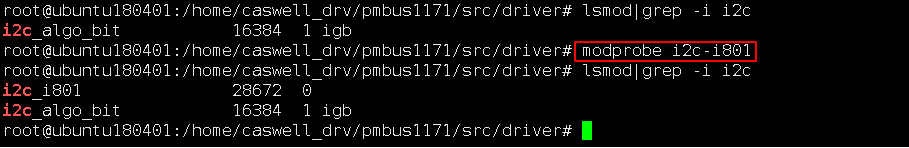 root@ubuntu180401:/home/caswell_drv/pmbus1171/src/driver# lsmod|grep -i i2c
i2c_algo_bit 16384 1 igb
root@ubuntu180401:/home/caswell_drv/pmbus1171/src/driver# modprobe i2c-i801
root@ubuntu180401:/home/caswell_drv/pmbus1171/src/driver# lsmod|grep -i i2c
i2c_i801 28672 0
i2c_algo_bit 16384 1 igb
root@ubuntu180401:/home/caswell_drv/pmbus1171/src/driver#